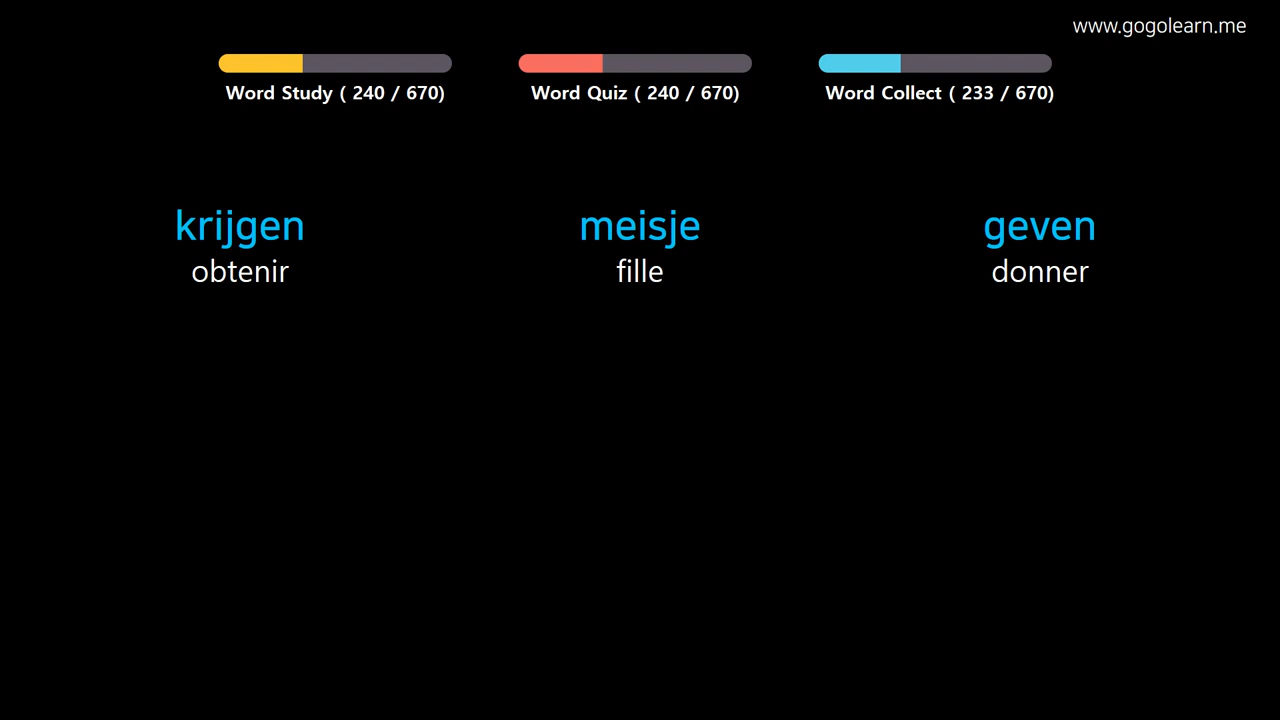 www.gogolearn.me
Word Study ( 240 / 670)
Word Quiz ( 240 / 670)
Word Collect ( 233 / 670)
krijgen
obtenir
meisje
fille
geven
donner